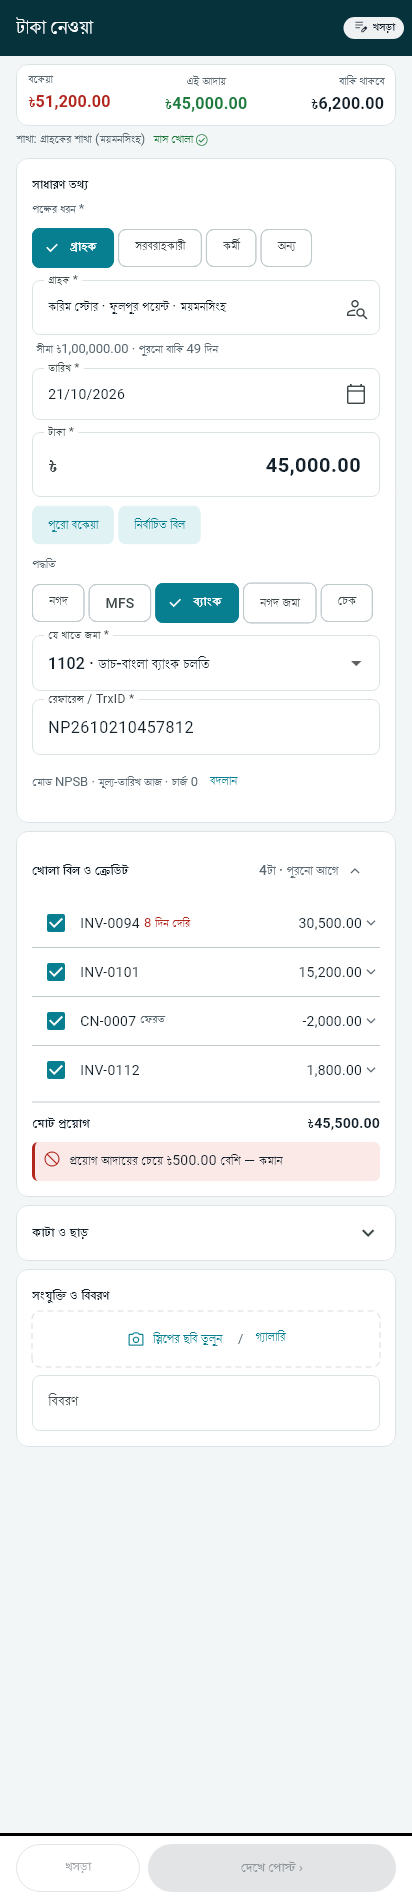 টাকা নেওয়া
খসড়া
বকেয়া এই আদায় বাকি থাকবে
৳51,200.00 ৳45,000.00 ৳6,200.00
শাখা: গ্রাহকের শাখা (ময়মনসিংহ) মাস খোলা
সাধারণ তথ্য
পক্ষের ধরন *
গ্রাহক সরবরাহকারী কর্মী অন্য
গ্রাহক *
করিম স্টোর · ফুলপুর পয়েন্ট · ময়মনসিংহ
সীমা ৳1,00,000.00 · পুরনো বাকি 49 দিন
তারিখ *
21/10/2026
টাকা *
৳ 45,000.00
পুরো বকেয়া নির্বাচিত বিল
পদ্ধতি
নগদ MFS ব্যাংক নগদ জমা চেক
যে খাতে জমা *
1102 · ডাচ-বাংলা ব্যাংক চলতি
রেফারেন্স / TrxID *
NP2610210457812
মোড NPSB · মূল্য-তারিখ আজ · চার্জ 0 বদলান
খোলা বিল ও ক্রেডিট 4টা · পুরনো আগে
INV-0094 8 দিন দেরি 30,500.00
INV-0101 15,200.00
CN-0007 ফেরত -2,000.00
INV-0112 1,800.00
মোট প্রয়োগ ৳45,500.00
প্রয়োগ আদায়ের চেয়ে ৳500.00 বেশি — কমান
কাটা ও ছাড়
সংযুক্তি ও বিবরণ
স্লিপের ছবি তুলুন / গ্যালারি
বিবরণ
খসড়া দেখে পোস্ট ›